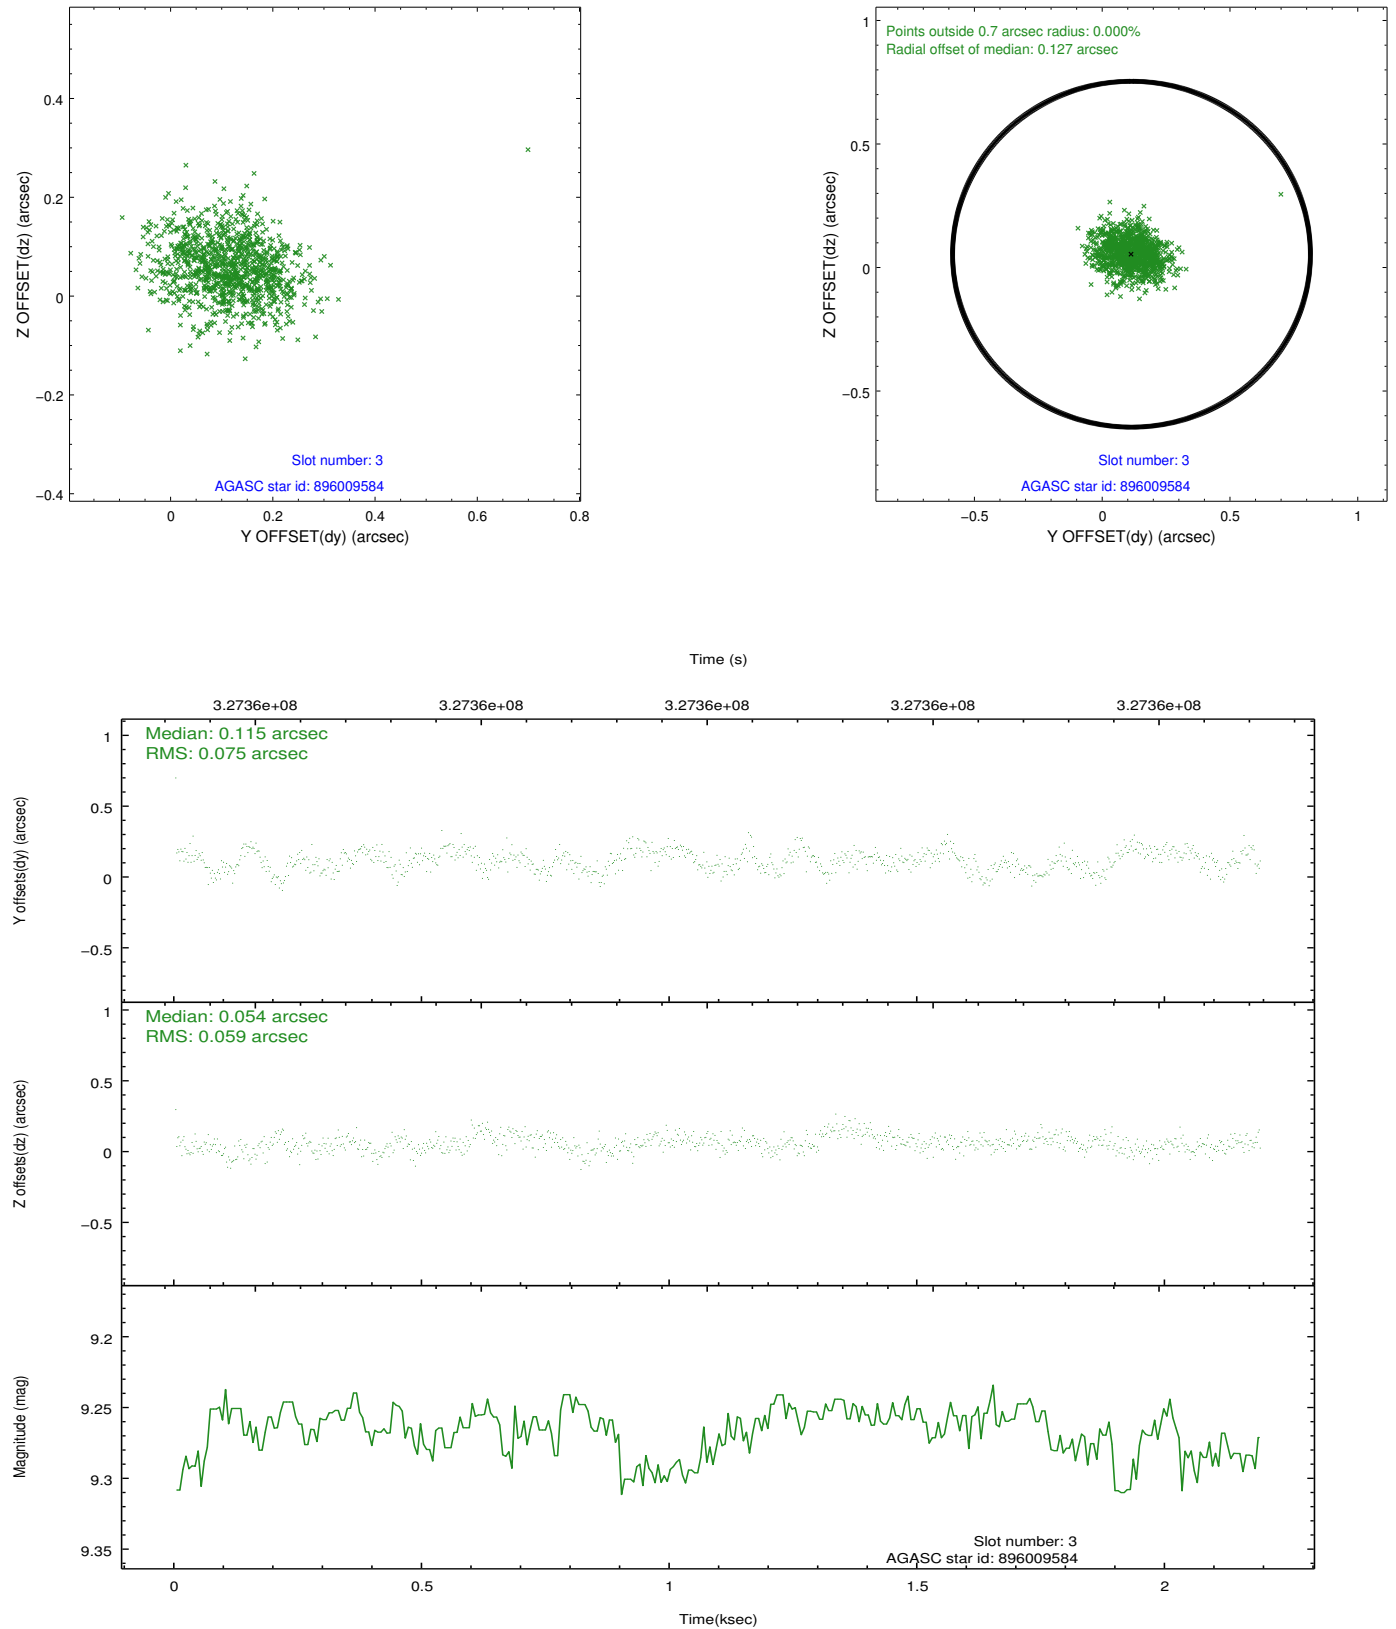 0.4
0.2
0
−0.2
−0.4
Z OFFSET(dz) (arcsec)
Slot number: 3
AGASC star id: 896009584
0 0.2 0.4 0.6 0.8
Y OFFSET(dy) (arcsec)
Points outside 0.7 arcsec radius: 0.000%
Radial offset of median: 0.127 arcsec
1
0.5
0
−0.5
Z OFFSET(dz) (arcsec)
Slot number: 3
AGASC star id: 896009584
−0.5 0 0.5 1
Y OFFSET(dy) (arcsec)
Time (s)
3.2736e+08 3.2736e+08 3.2736e+08 3.2736e+08 3.2736e+08
Median: 0.115 arcsec
RMS: 0.075 arcsec
1
0.5
0
−0.5
Y offsets(dy) (arcsec)
Median: 0.054 arcsec
RMS: 0.059 arcsec
1
0.5
0
−0.5
Z offsets(dz) (arcsec)
9.2
9.25
9.3
9.35
Magnitude (mag)
Slot number: 3
AGASC star id: 896009584
0 0.5 1 1.5 2
Time(ksec)